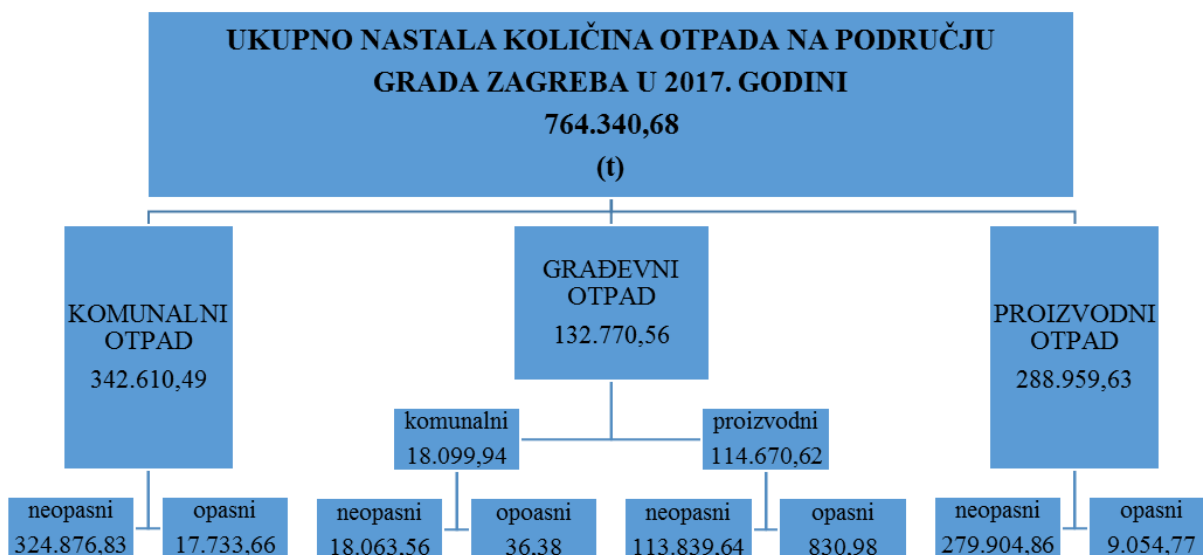 UKUPNO NASTALA KOLIČINA OTPADA NA PODRUČJU
GRADA ZAGREBA U 2017. GODINI
764.340,68
(t)
KOMUNALNI
OTPAD
342.610,49
GRAĐEVNI
OTPAD
132.770,56
PROIZVODNI
OTPAD
288.959,63
komunalni
18.099,94
proizvodni
114.670,62
neopasni
324.876,83
opasni
17.733,66
neopasni
18.063,56
opoasni
36,38
neopasni
113.839,64
opasni
830,98
neopasni
279.904,86
opasni
9.054,77